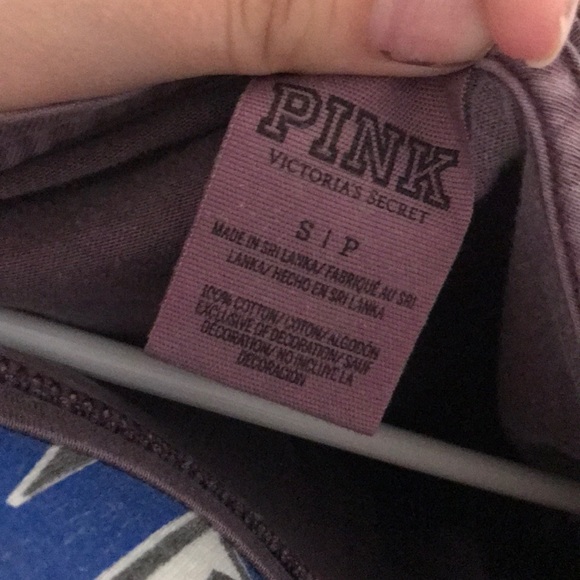 PINK
VICTORIA'S SECRET
S | P
MADE IN SRI LANKA/ FABRIQUÉ AU SRI
LANKA/ HECHO EN SRI LANKA
100% COTTON/ COTON/ ALGODÓN
EXCLUSIVE OF DECORATION/ SAUF
DÉCORATION/ NO INCLUYE LA
DECORACIÓN